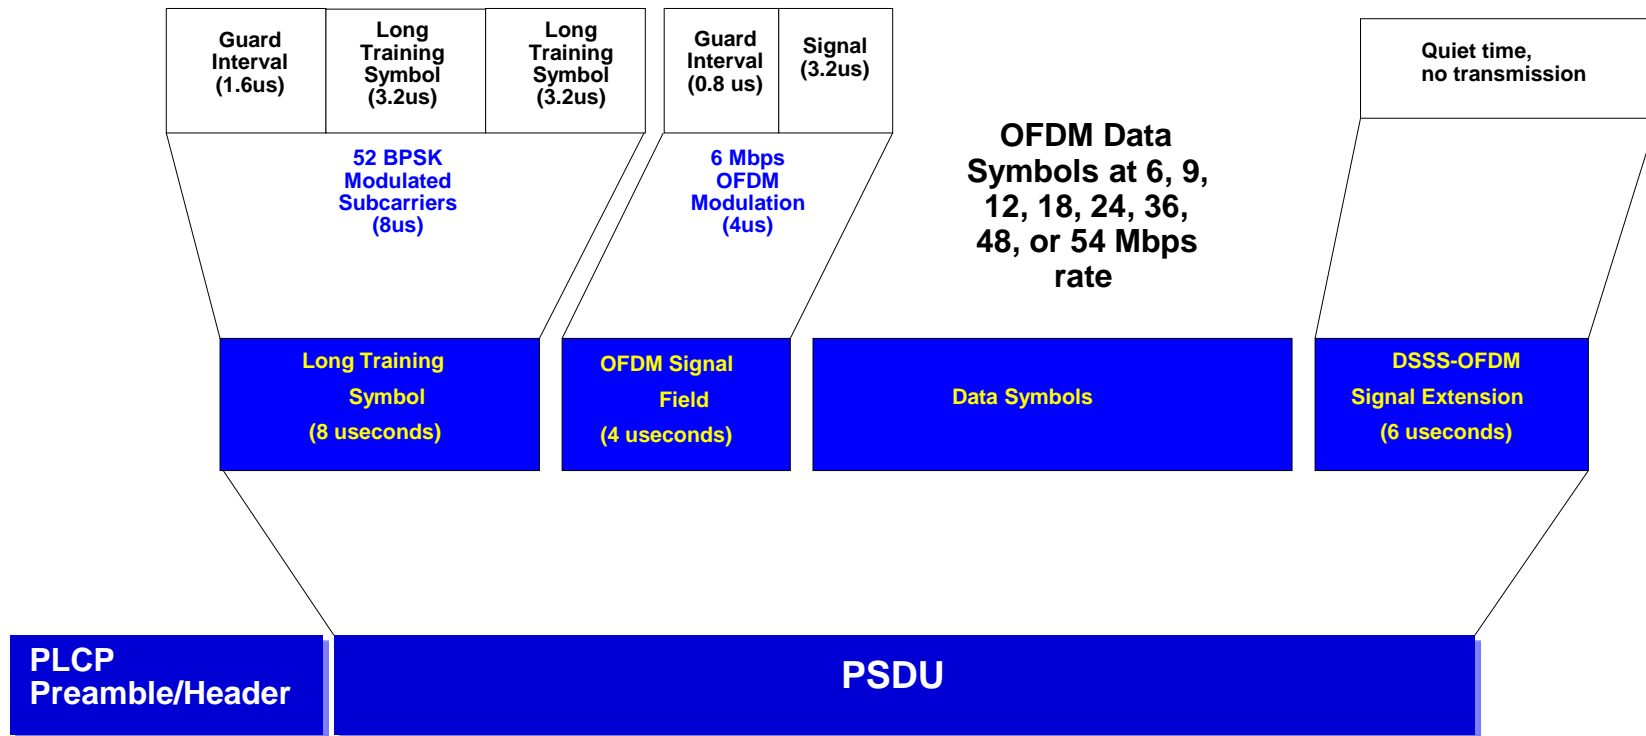 Guard
Interval
(1.6us)
Long
Training
Symbol
(3.2us)
Long
Training
Symbol
(3.2us)
Guard
Interval
(0.8 us)
Signal
(3.2us)
Quiet time,
no transmission
52 BPSK
Modulated
Subcarriers
(8us)
6 Mbps
OFDM
Modulation
(4us)
OFDM Data
Symbols at 6, 9,
12, 18, 24, 36,
48, or 54 Mbps
rate
Long Training
Symbol
(8 useconds)
OFDM Signal
Field
(4 useconds)
Data Symbols
DSSS-OFDM
Signal Extension
(6 useconds)
PLCP
Preamble/Header
PSDU